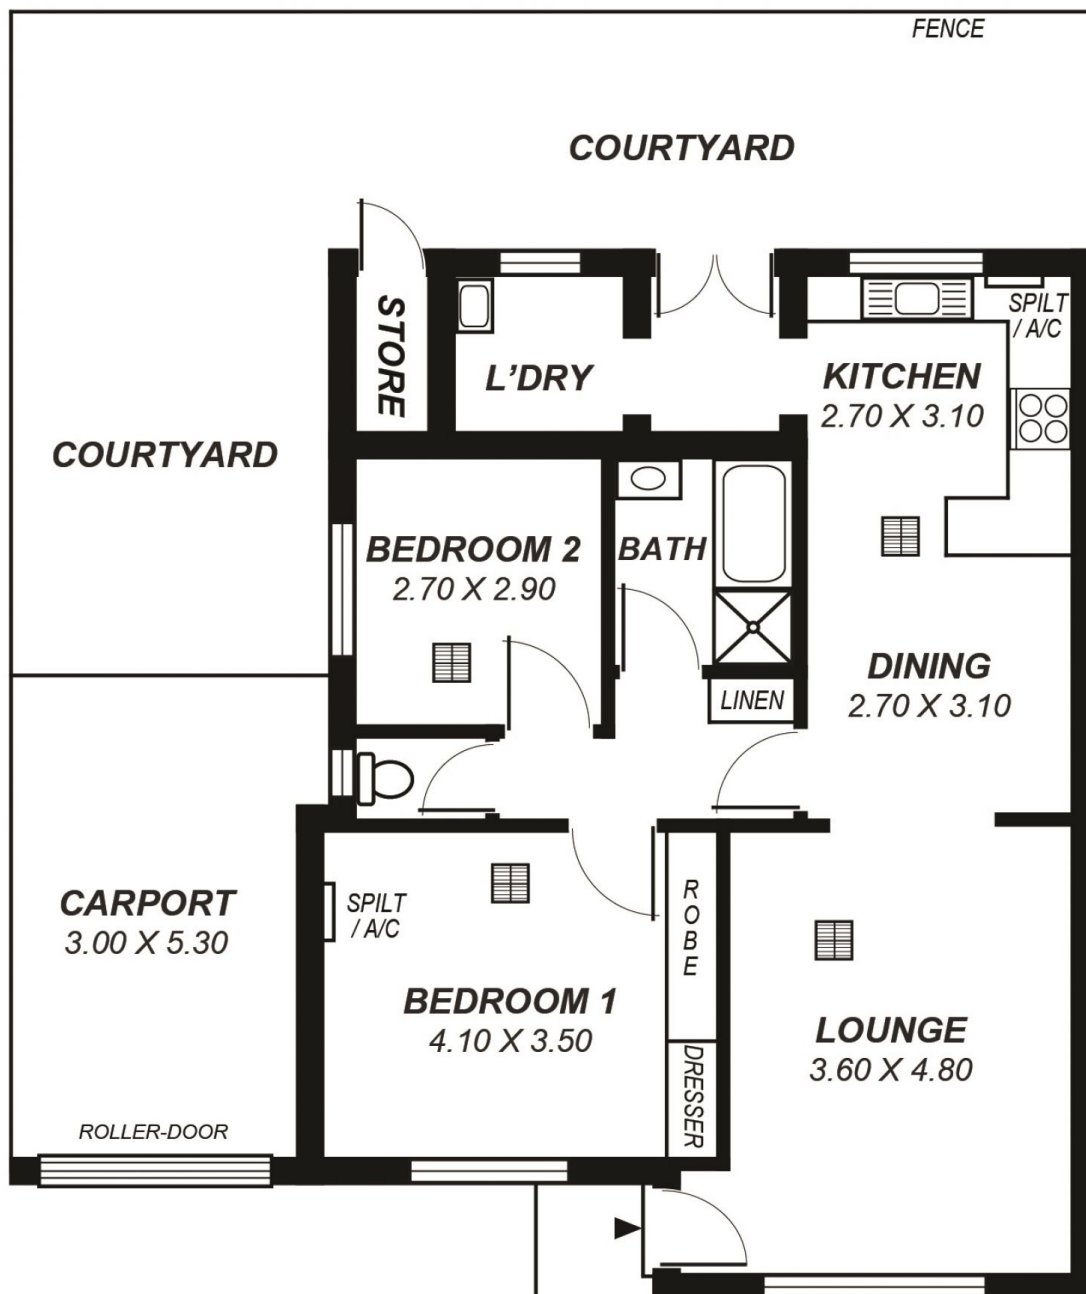 FENCE
COURTYARD
SPILT
/ A/C
STORE
L'DRY
KITCHEN
2.70 X 3.10
COURTYARD
BEDROOM 2
2.70 X 2.90
BATH
DINING
2.70 X 3.10
LINEN
CARPORT
3.00 X 5.30
SPILT
/ A/C
ROBE
BEDROOM 1
4.10 X 3.50
LOUNGE
3.60 X 4.80
DRESSER
ROLLER-DOOR